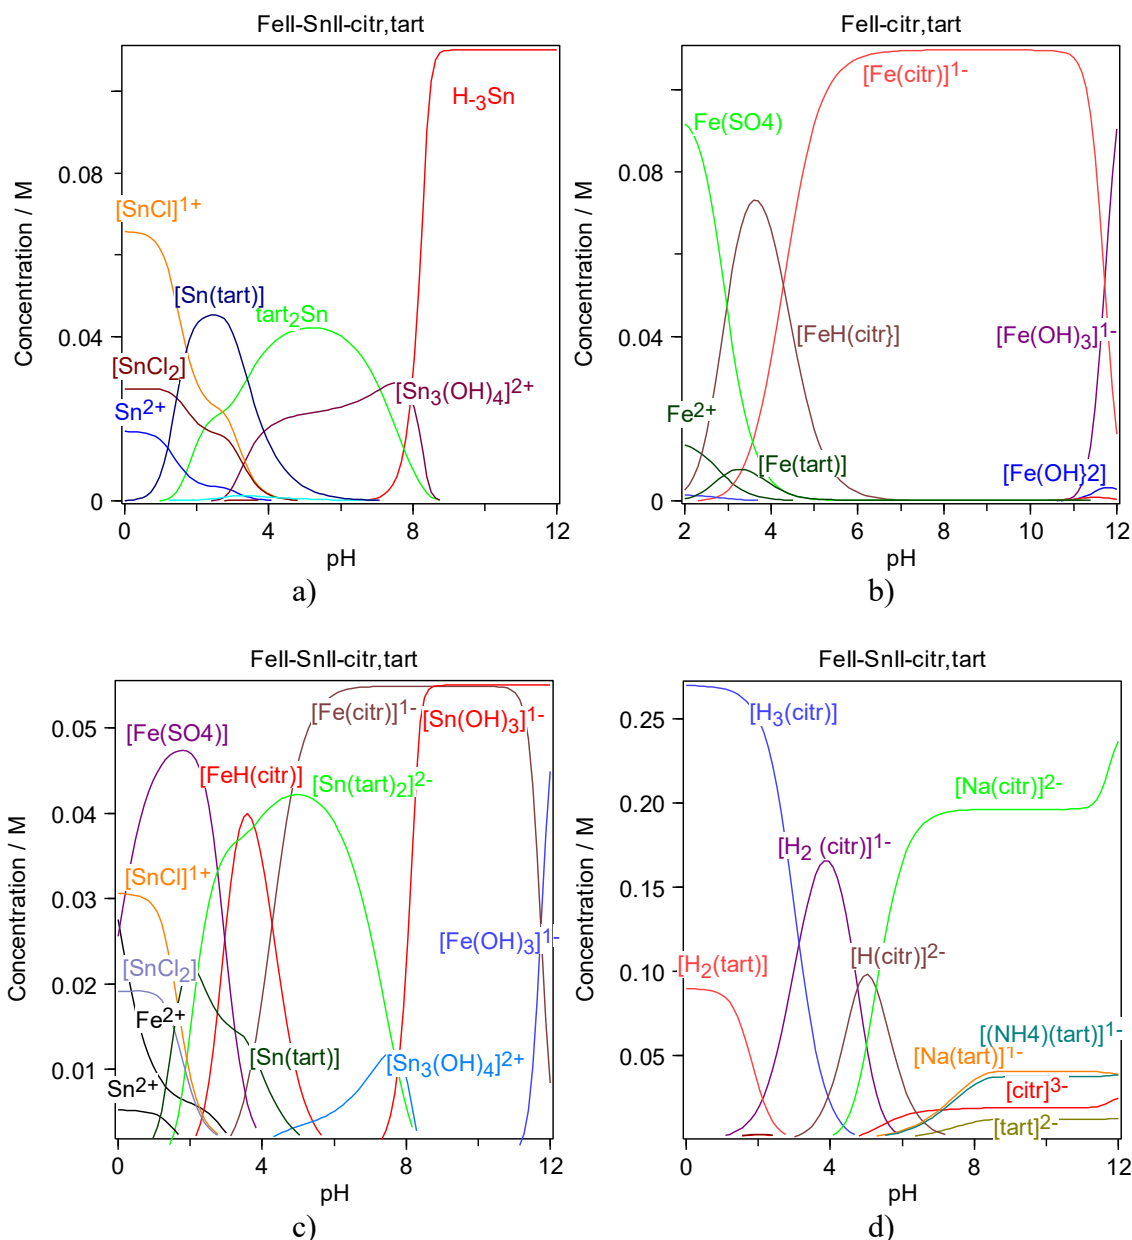 FeII-SnII-citr,tart
Concentration / M
0.08
0.04
0
H-3Sn
[SnCl]1+
[Sn(tart)]
tart2Sn
[SnCl2]
[Sn3(OH)4]2+
Sn2+
0 4 8 12
pH
a)
FeII-citr,tart
Concentration / M
0.08
0.04
0
[Fe(citr)]1-
Fe(SO4)
[FeH(citr}]
[Fe(OH)3]1-
Fe2+
[Fe(tart)]
[Fe(OH}2]
2 4 6 8 10 12
pH
b)
FeII-SnII-citr,tart
Concentration / M
0.05
0.04
0.03
0.02
0.01
[Fe(citr)]1-
[Sn(OH)3]1-
[Fe(SO4)]
[FeH(citr)]
[Sn(tart)2]2-
[SnCl]1+
[Fe(OH)3]1-
[SnCl2]
Fe2+
[Sn(tart)]
[Sn3(OH)4]2+
Sn2+
0 4 8 12
pH
c)
FeII-SnII-citr,tart
Concentration / M
0.25
0.20
0.15
0.10
0.05
[H3(citr)]
[Na(citr)]2-
[H2 (citr)]1-
[H2(tart)]
[H(citr)]2-
[(NH4)(tart)]1-
[Na(tart)]1-
[citr]3-
[tart]2-
0 4 8 12
pH
d)